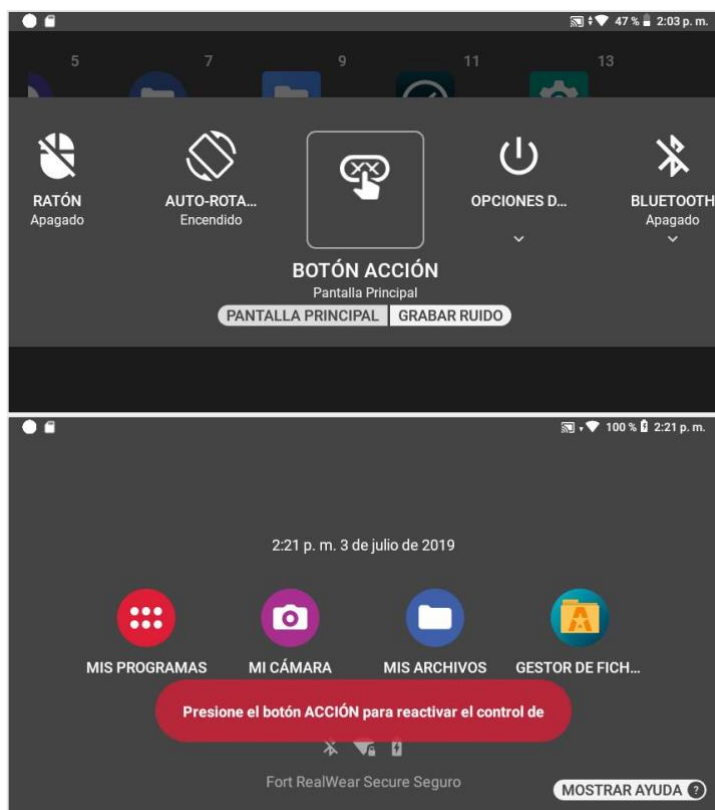 47 % 2:03 p. m.
5 7 9 11 13
RATÓN AUTO-ROTA... OPCIONES D... BLUETOOTH
Apagado Encendido Apagado
BOTÓN ACCIÓN
Pantalla Principal
PANTALLA PRINCIPAL GRABAR RUIDO
100 % 2:21 p. m.
2:21 p. m. 3 de julio de 2019
MIS PROGRAMAS MI CÁMARA MIS ARCHIVOS GESTOR DE FICH...
Presione el botón ACCIÓN para reactivar el control de
Fort RealWear Secure Seguro
MOSTRAR AYUDA ?